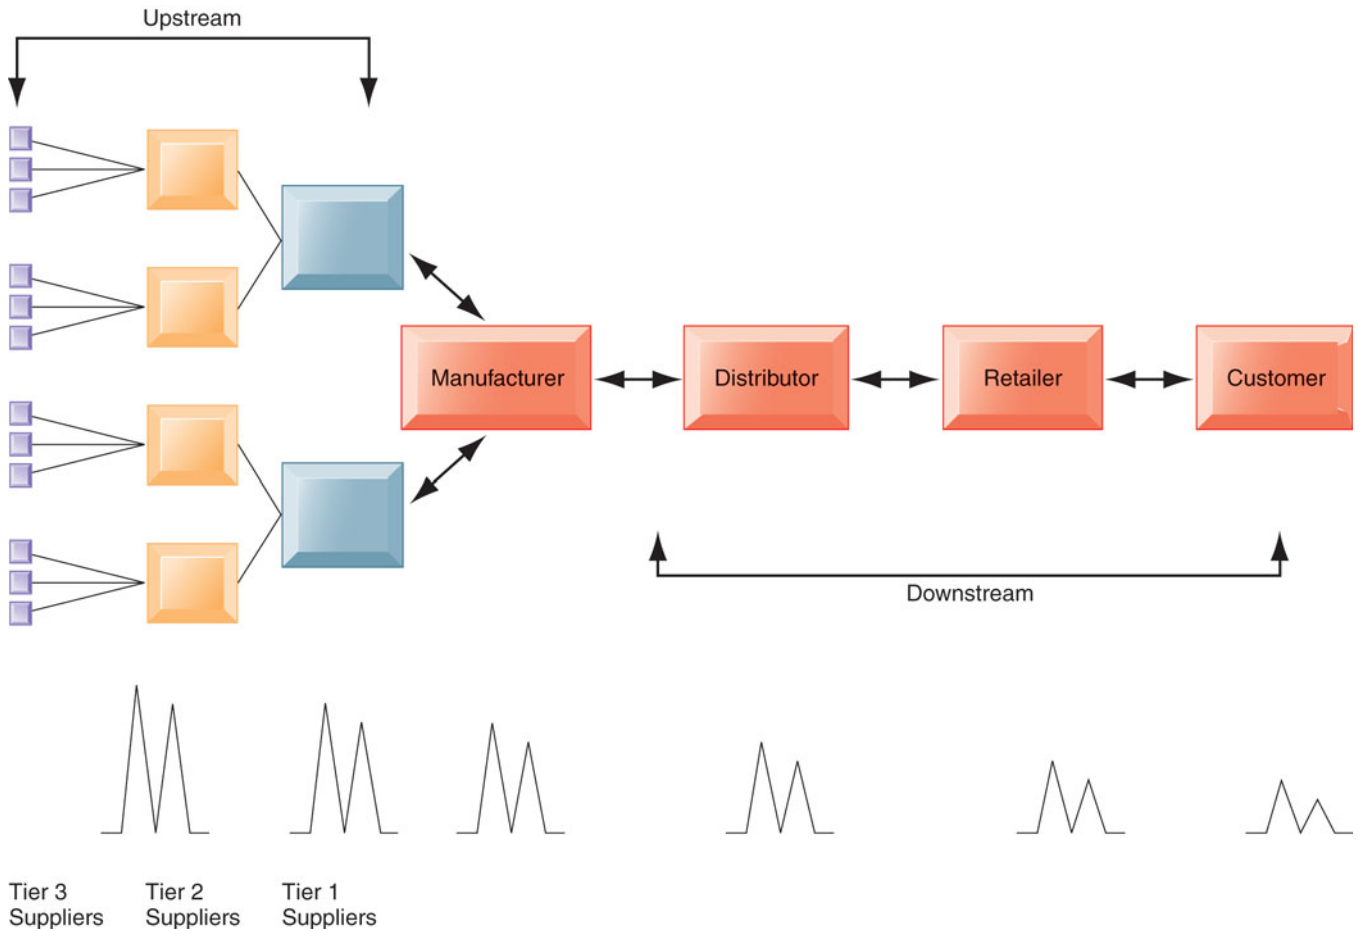 Upstream
Manufacturer
Distributor
Retailer
Customer
Downstream
Tier 3
Suppliers
Tier 2
Suppliers
Tier 1
Suppliers